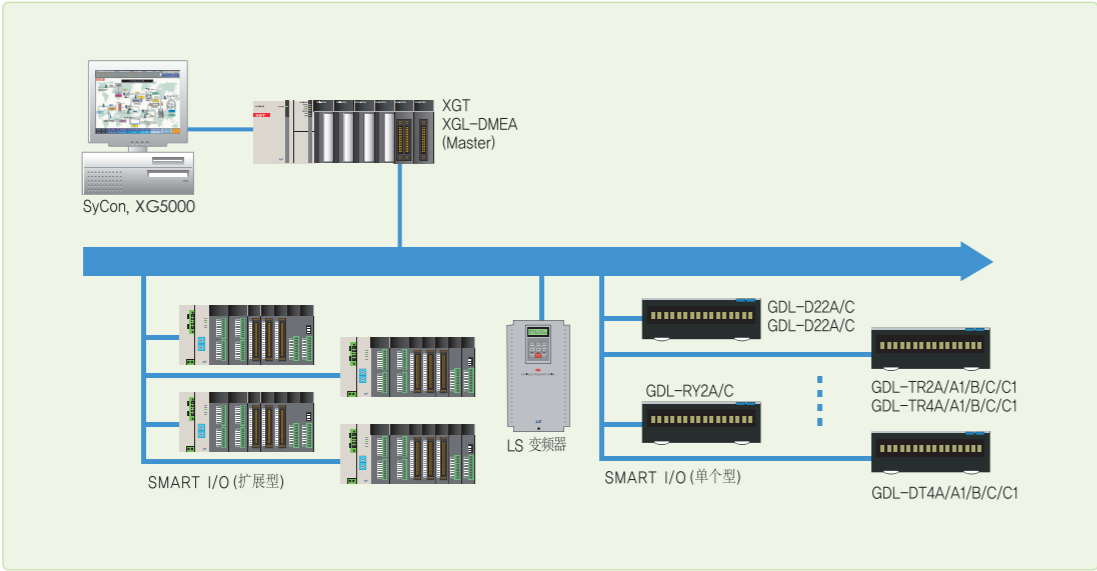 XGT
XGL-DMEA
(Master)
SyCon, XG5000
GDL-D22A/C
GDL-D22A/C
GDL-TR2A/A1/B/C/C1
GDL-TR4A/A1/B/C/C1
GDL-RY2A/C
LS 变频器
SMART I/O (扩展型)
SMART I/O (单个型)
GDL-DT4A/A1/B/C/C1